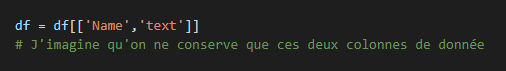 df = df[['Name','text']]
# J'imagine qu'on ne conserve que ces deux colonnes de donnée